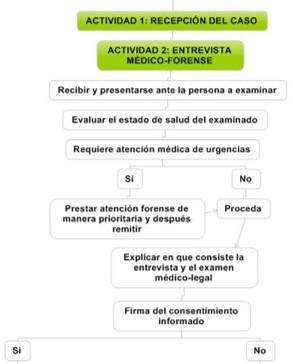 ACTIVIDAD 1: RECEPCIÓN DEL CASO
ACTIVIDAD 2: ENTREVISTA
MÉDICO-FORENSE
Recibir y presentarse ante la persona a examinar
Evaluar el estado de salud del examinado
Requiere atención médica de urgencias
Si
No
Prestar atención forense de
manera prioritaria y después
remitir
Proceda
Explicar en que consiste la
entrevista y el examen
médico-legal
Firma del consentimiento
informado
Si
No